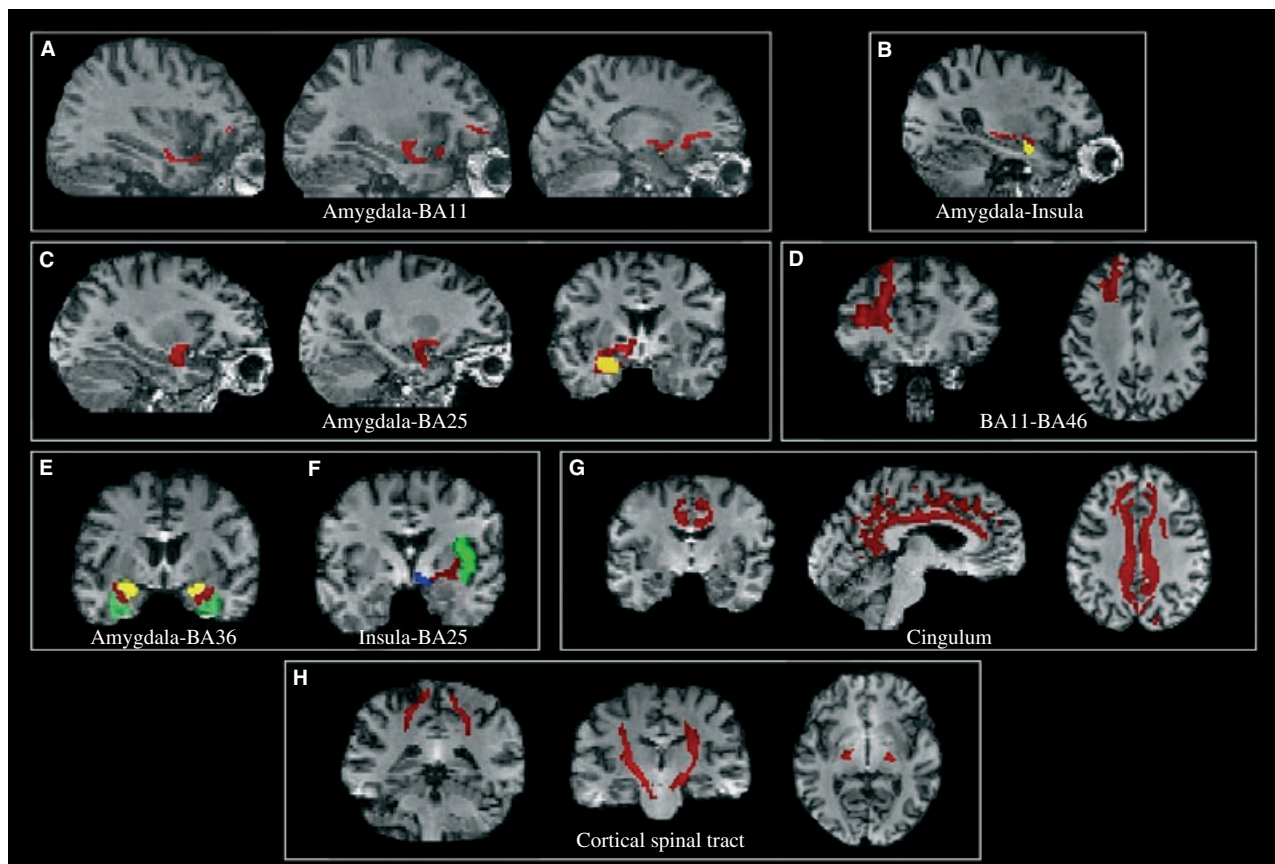 A
Amygdala-BA11
B
Amygdala-Insula
C
Amygdala-BA25
D
BA11-BA46
E
Amygdala-BA36
F
Insula-BA25
G
Cingulum
H
Cortical spinal tract